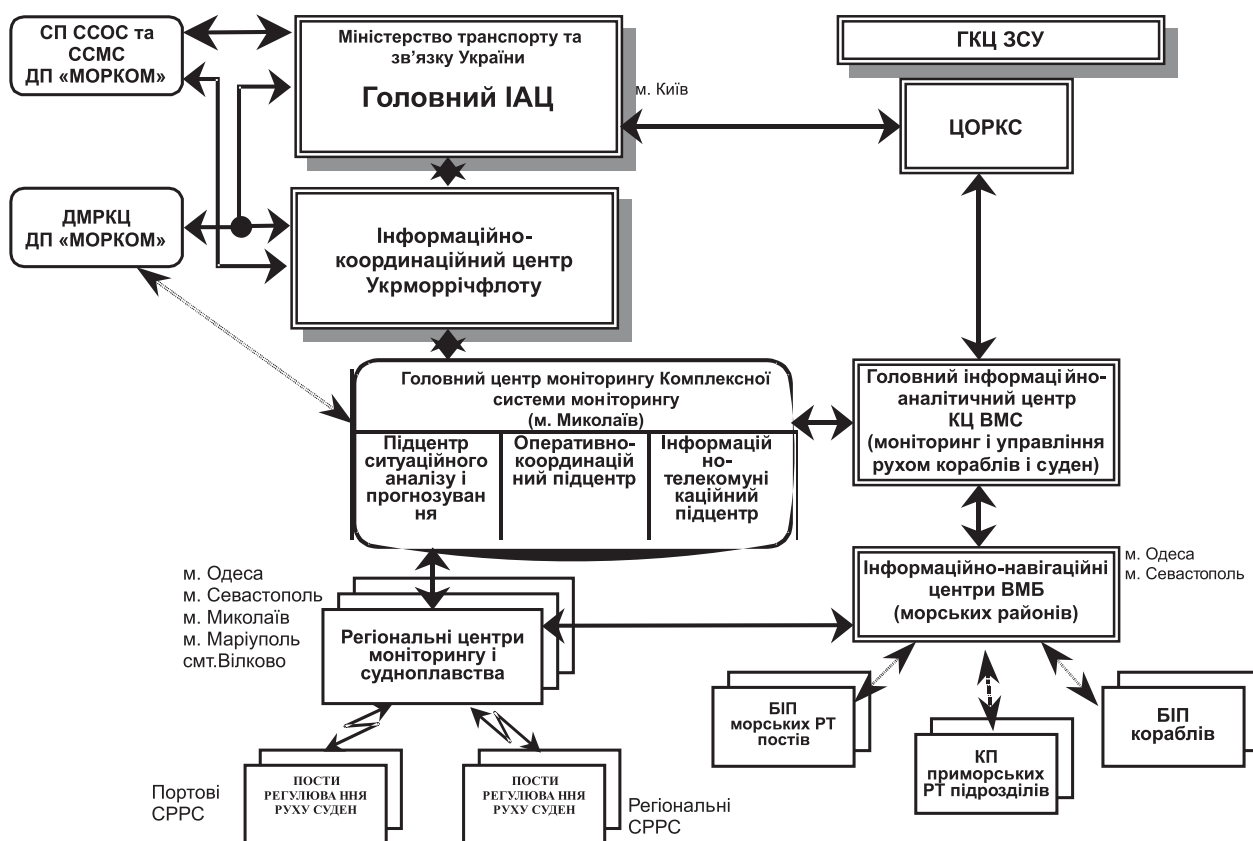 СП ССОС та
ССМС
ДП «МОРКОМ»
Міністерство транспорту та
зв’язку України
Головний ІАЦ
м. Київ
ГКЦ ЗСУ
ЦОРКС
ДМРКЦ
ДП «МОРКОМ»
Інформаційно-
координаційний центр
Укрморрічфлоту
Головний центр моніторингу Комплексної
системи моніторингу
(м. Миколаїв)
Підцентр
ситуаційного
аналізу і
прогнозуван
ня
Оперативно-
координацій
ний підцентр
Інформацій
но-
телекомуні
каційний
підцентр
Головний інформаці йно-
аналітичний центр
КЦ ВМС
(моніторинг і управління
рухом кораблів і суден)
м. Одеса
м. Севастополь
м. Миколаїв
м. Маріуполь
смт.Вілково
Регіональні центри
моніторингу і
судноплавства
Інформаційно-навігаційні
центри ВМБ
(морських районів)
м. Одеса
м. Севастополь
БІП
морських РТ
постів
КП
приморських
РТ підрозділів
БІП
кораблів
Портові
СРРС
ПОСТИ
РЕГУЛЮВА ННЯ
РУХУ СУДЕН
ПОСТИ
РЕГУЛЮВА ННЯ
РУХУ СУДЕН
Регіональні
СРРС